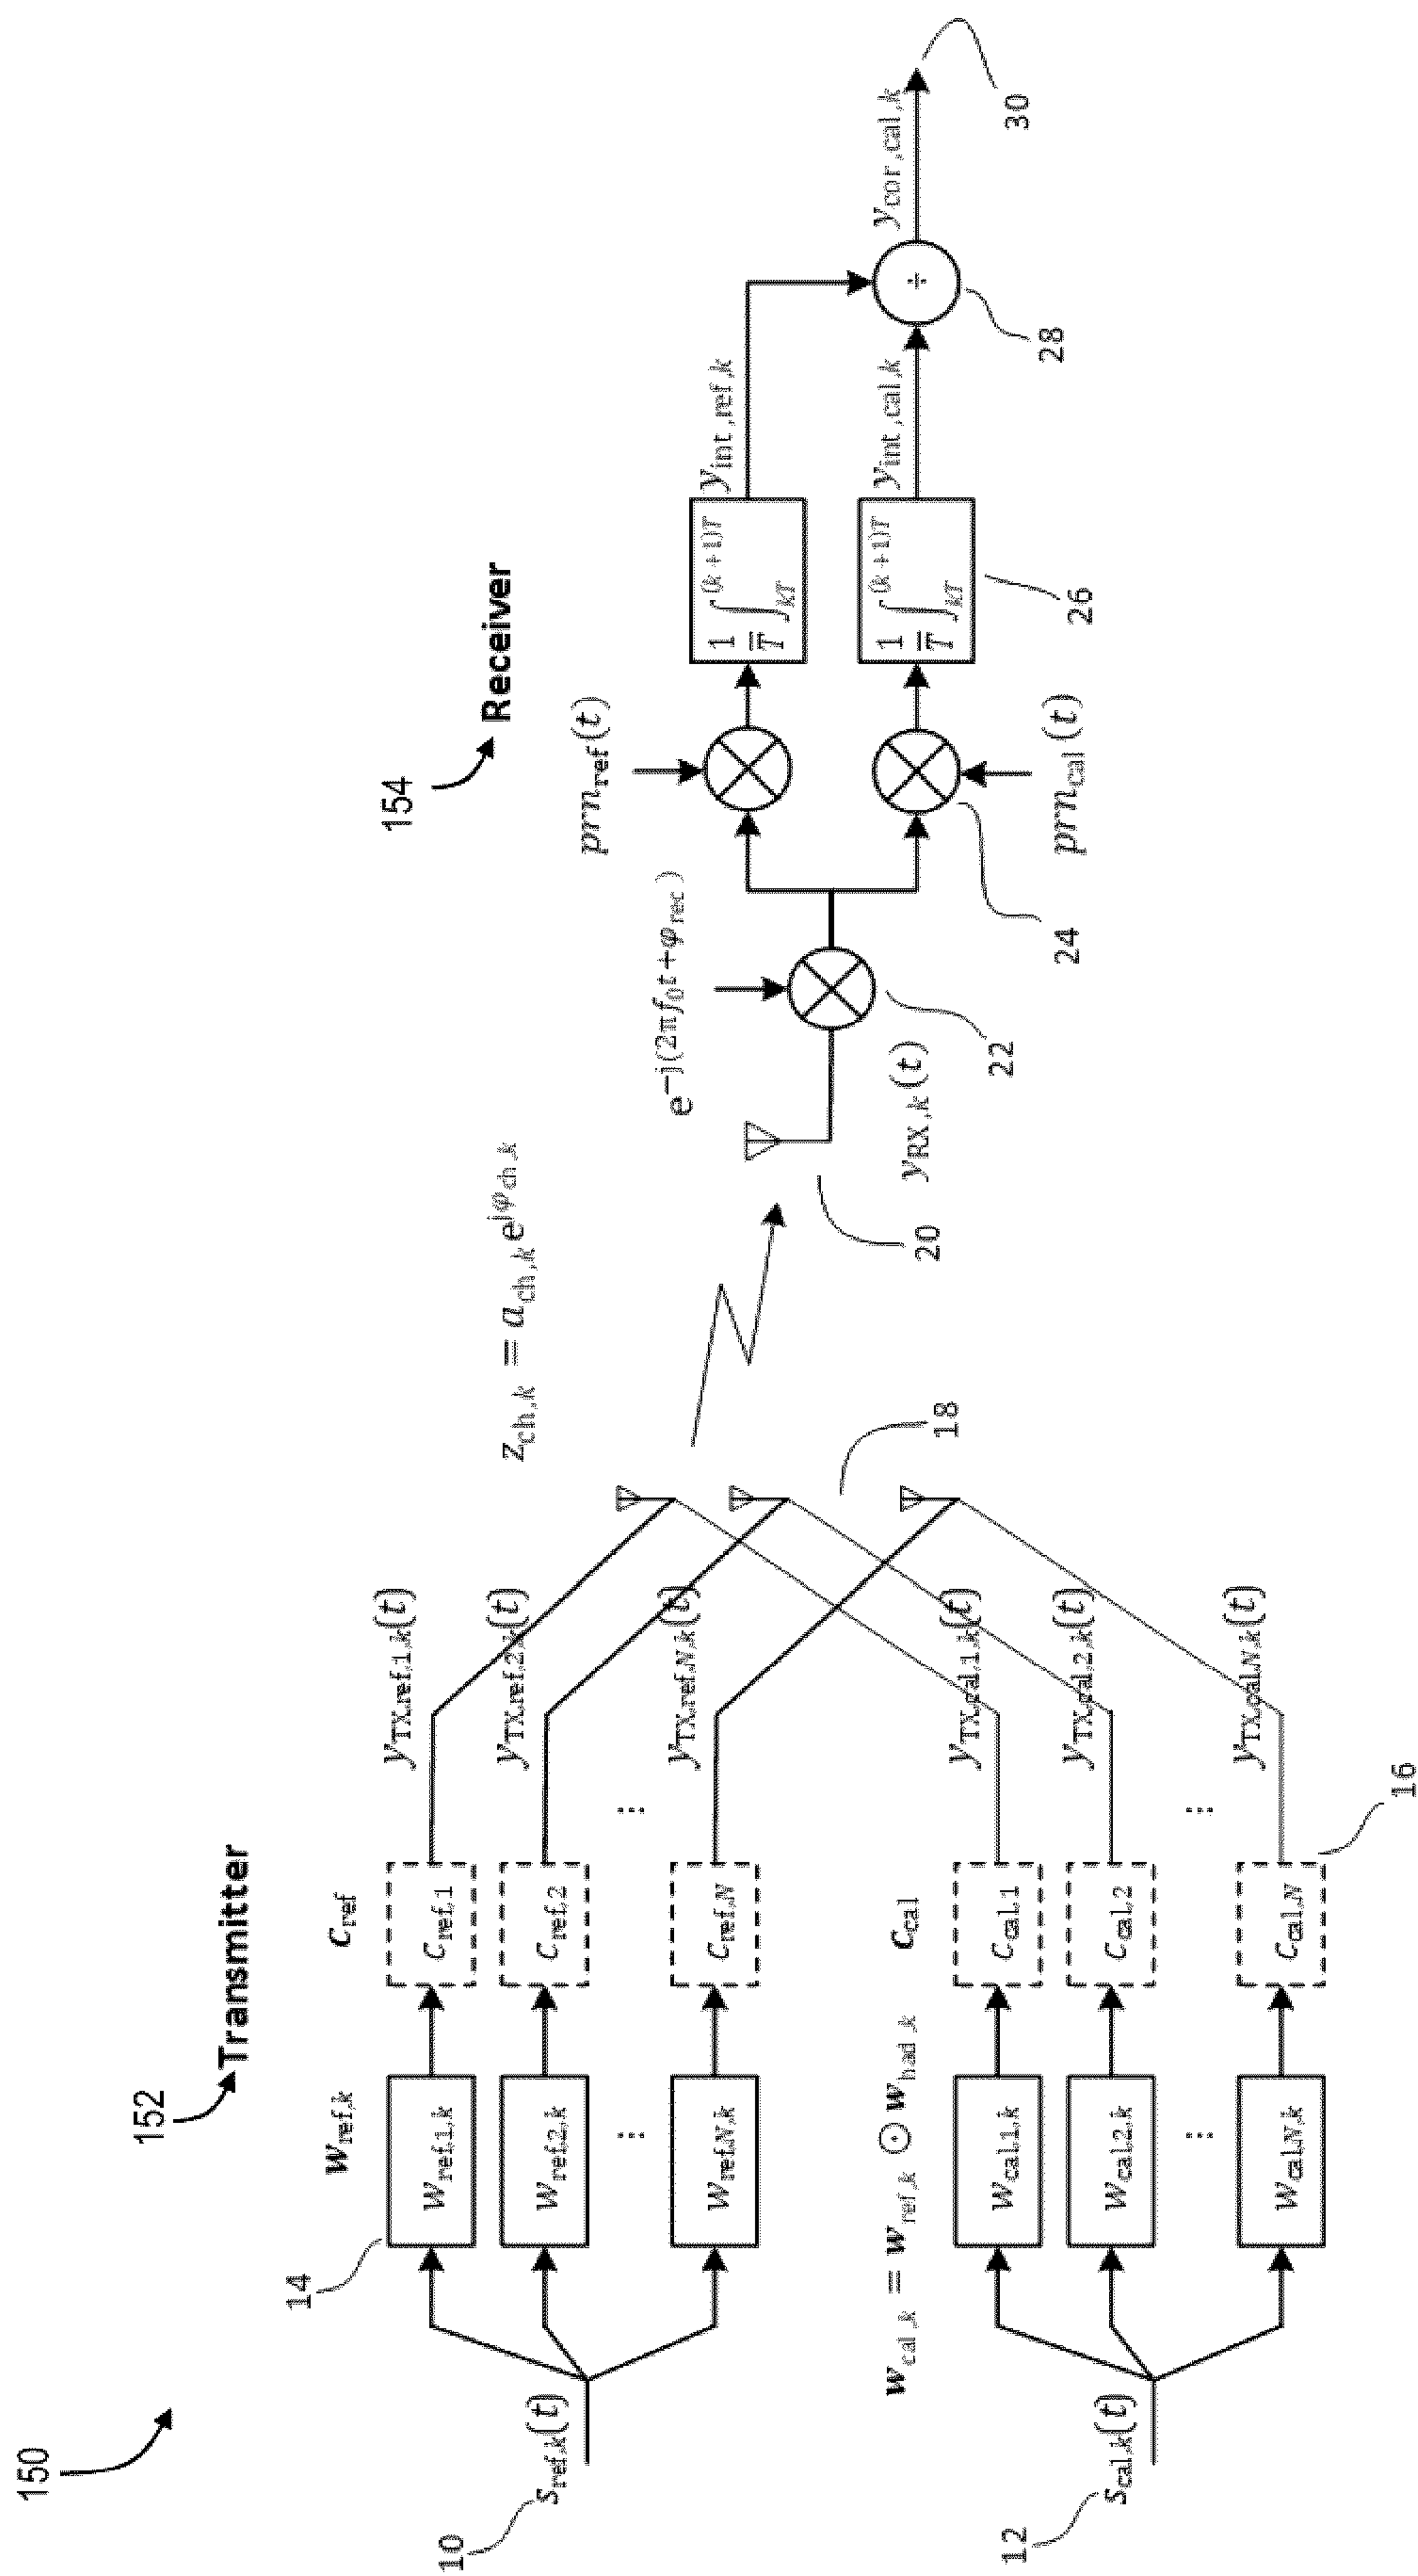 150
152
Transmitter
154
Receiver
10
s_ref,k(t)
14
w_ref,k
w_ref,1,k
w_ref,2,k
⋮
w_ref,N,k
c_ref
c_ref,1
c_ref,2
⋮
c_ref,N
y_TX,ref,1,k(t)
y_TX,ref,2,k(t)
y_TX,ref,N,k(t)
12
s_cal,k(t)
w_cal,k = w_ref,k ⊙ w_had,k
w_cal,1,k
w_cal,2,k
⋮
w_cal,N,k
c_cal
c_cal,1
c_cal,2
⋮
c_cal,N
16
y_TX,cal,1,k(t)
y_TX,cal,2,k(t)
y_TX,cal,N,k(t)
18
z_ch,k = a_ch,k e^jφ_ch,k
20
y_RX,k(t)
e^−j(2πf_0t+φ_rec)
22
prn_ref(t)
24
prn_cal(t)
1/T ∫_kT^(k+1)T
y_int,ref,k
1/T ∫_kT^(k+1)T
26
y_int,cal,k
÷
28
y_cor,cal,k
30